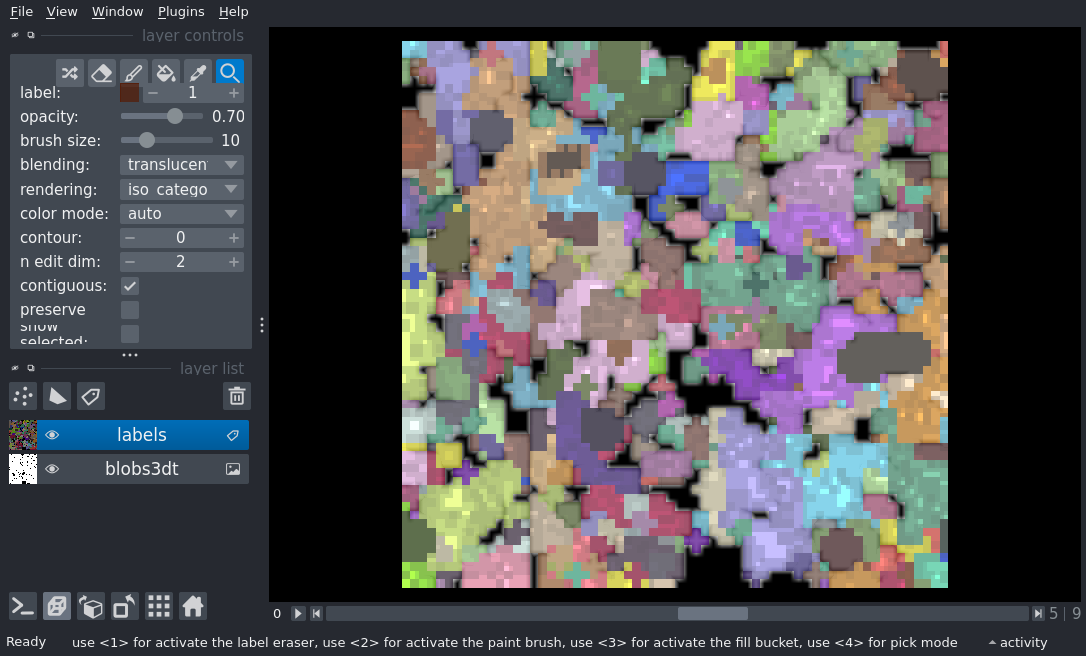 File View Window Plugins Help
layer controls
label: − 1 +
opacity: 0.70
brush size: 10
blending: translucen
rendering: iso_catego
color mode: auto
contour: − 0 +
n edit dim: − 2 +
contiguous:
preserve
show
selected:
layer list
labels
blobs3dt
0 5 | 9
Ready use <1> for activate the label eraser, use <2> for activate the paint brush, use <3> for activate the fill bucket, use <4> for pick mode activity